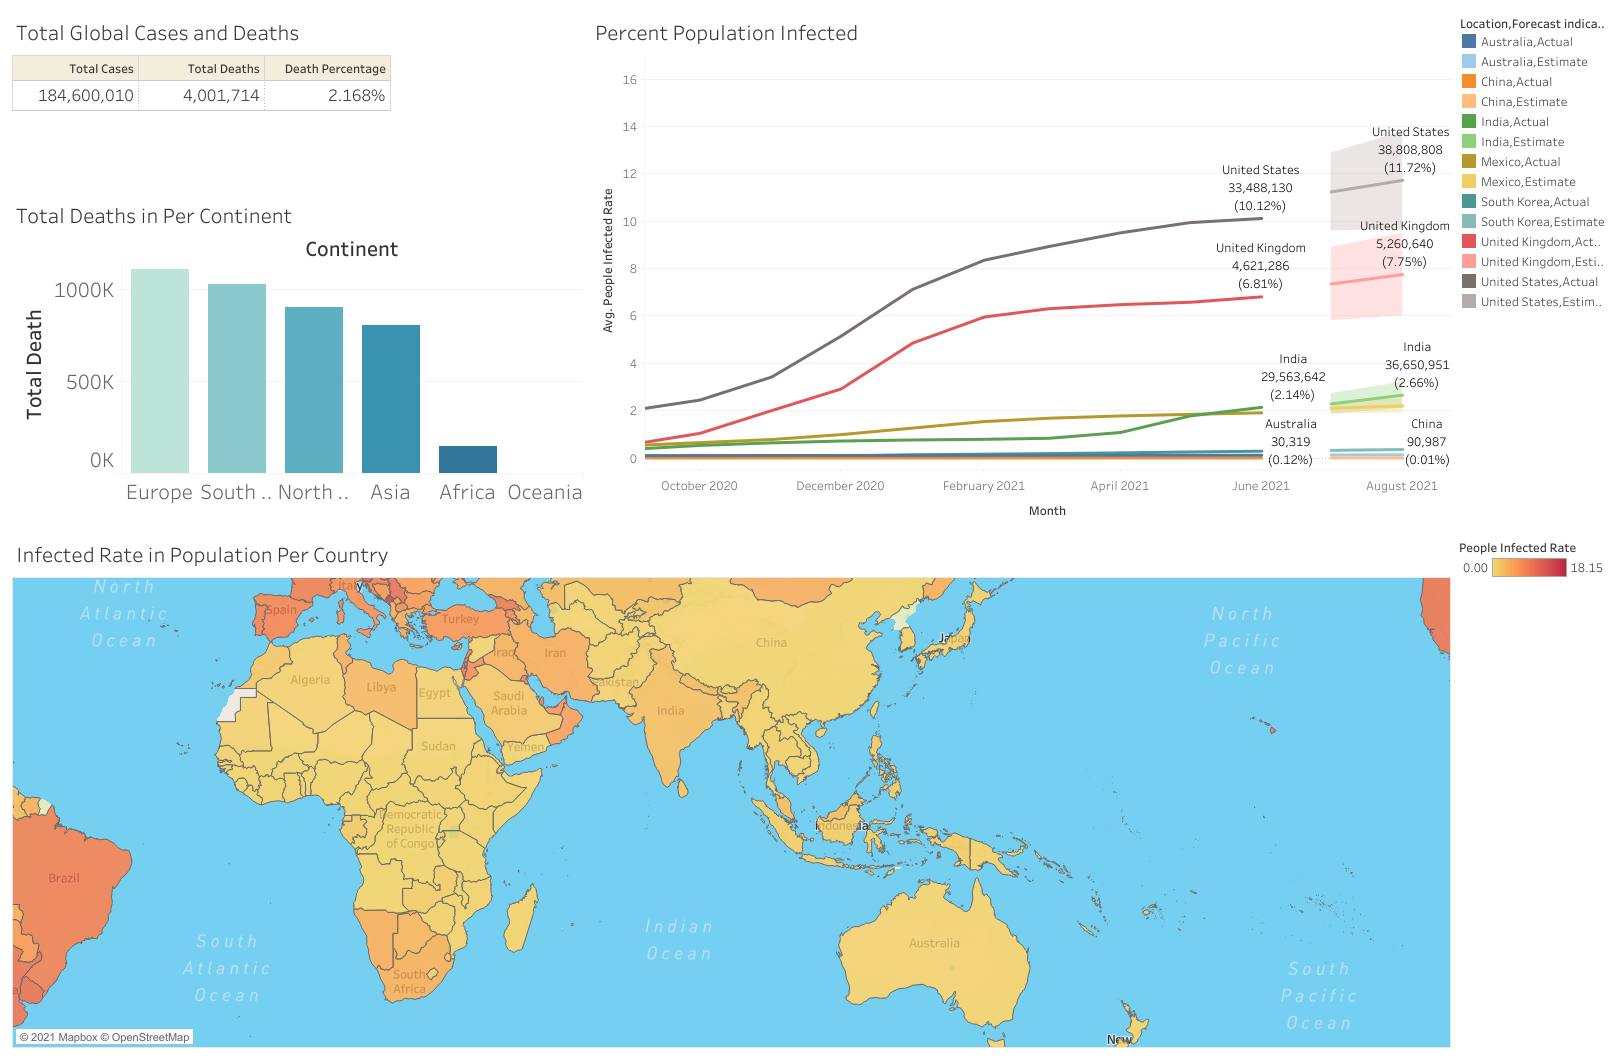 Total Global Cases and Deaths
Total Cases Total Deaths Death Percentage
184,600,010 4,001,714 2.168%
Total Deaths in Per Continent
Continent
Total Death
1000K
500K
0K
Europe South .. North .. Asia Africa Oceania
Percent Population Infected
Avg. People Infected Rate
16
14
12
10
8
6
4
2
0
United States
33,488,130
(10.12%)
United States
38,808,808
(11.72%)
United Kingdom
4,621,286
(6.81%)
United Kingdom
5,260,640
(7.75%)
India
29,563,642
(2.14%)
India
36,650,951
(2.66%)
Australia
30,319
(0.12%)
China
90,987
(0.01%)
October 2020 December 2020 February 2021 April 2021 June 2021 August 2021
Month
Location,Forecast indica..
Australia,Actual
Australia,Estimate
China,Actual
China,Estimate
India,Actual
India,Estimate
Mexico,Actual
Mexico,Estimate
South Korea,Actual
South Korea,Estimate
United Kingdom,Act..
United Kingdom,Esti..
United States,Actual
United States,Estim..
Infected Rate in Population Per Country
People Infected Rate
0.00 18.15
North
Atlantic
Ocean
Italy
Spain
Turkey
Iraq
Iran
Algeria
Libya
Egypt
Saudi
Arabia
Pakistan
India
China
Japan
North
Pacific
Ocean
Sudan
Yemen
Democratic
Republic
of Congo
Indonesia
Brazil
South
Atlantic
Ocean
Indian
Ocean
Australia
South
Africa
South
Pacific
Ocean
New
© 2021 Mapbox © OpenStreetMap